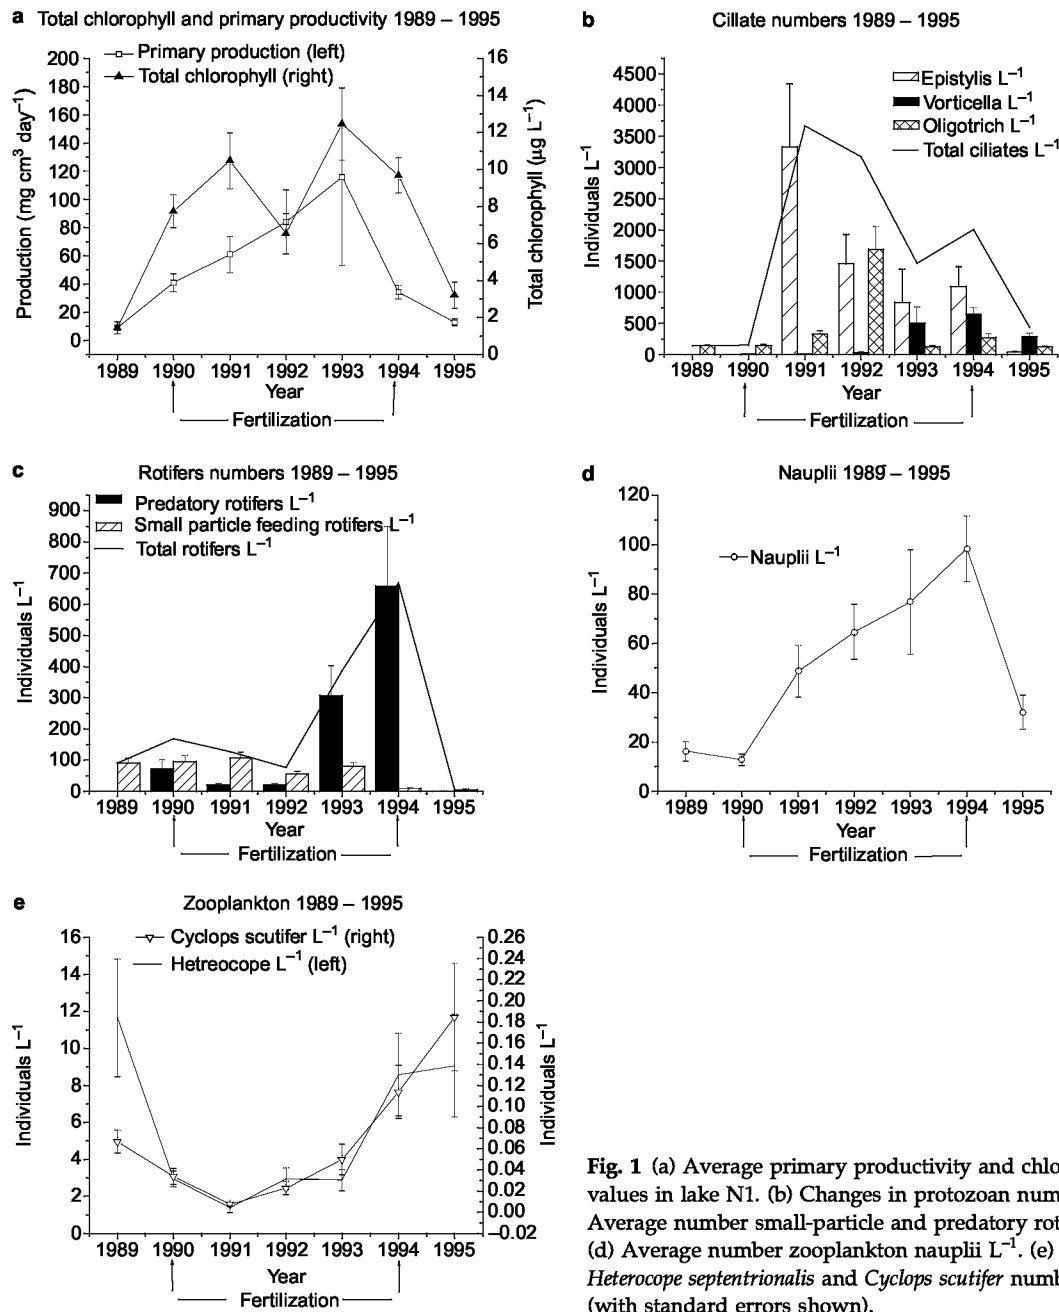 a Total chlorophyll and primary productivity 1989 – 1995
Primary production (left)
Total chlorophyll (right)
Production (mg cm³ day⁻¹)
200
180
160
140
120
100
80
60
40
20
0
Total chlorophyll (µg L⁻¹)
16
14
12
10
8
6
4
2
0
1989 1990 1991 1992 1993 1994 1995
Year
Fertilization
b Cillate numbers 1989 – 1995
Epistylis L⁻¹
Vorticella L⁻¹
Oligotrich L⁻¹
Total ciliates L⁻¹
Individuals L⁻¹
4500
4000
3500
3000
2500
2000
1500
1000
500
0
1989 1990 1991 1992 1993 1994 1995
Year
Fertilization
c Rotifers numbers 1989 – 1995
Predatory rotifers L⁻¹
Small particle feeding rotifers L⁻¹
Total rotifers L⁻¹
Individuals L⁻¹
900
800
700
600
500
400
300
200
100
0
1989 1990 1991 1992 1993 1994 1995
Year
Fertilization
d Nauplii 1989 – 1995
Nauplii L⁻¹
Individuals L⁻¹
120
100
80
60
40
20
0
1989 1990 1991 1992 1993 1994 1995
Year
Fertilization
e Zooplankton 1989 – 1995
Cyclops scutifer L⁻¹ (right)
Hetreocope L⁻¹ (left)
Individuals L⁻¹
16
14
12
10
8
6
4
2
0
Individuals L⁻¹
0.26
0.24
0.22
0.20
0.18
0.16
0.14
0.12
0.10
0.08
0.06
0.04
0.02
0.00
–0.02
1989 1990 1991 1992 1993 1994 1995
Year
Fertilization
Fig. 1 (a) Average primary productivity and chlo
values in lake N1. (b) Changes in protozoan num
Average number small-particle and predatory rot
(d) Average number zooplankton nauplii L⁻¹. (e)
Heterocope septentrionalis and Cyclops scutifer numb
(with standard errors shown).